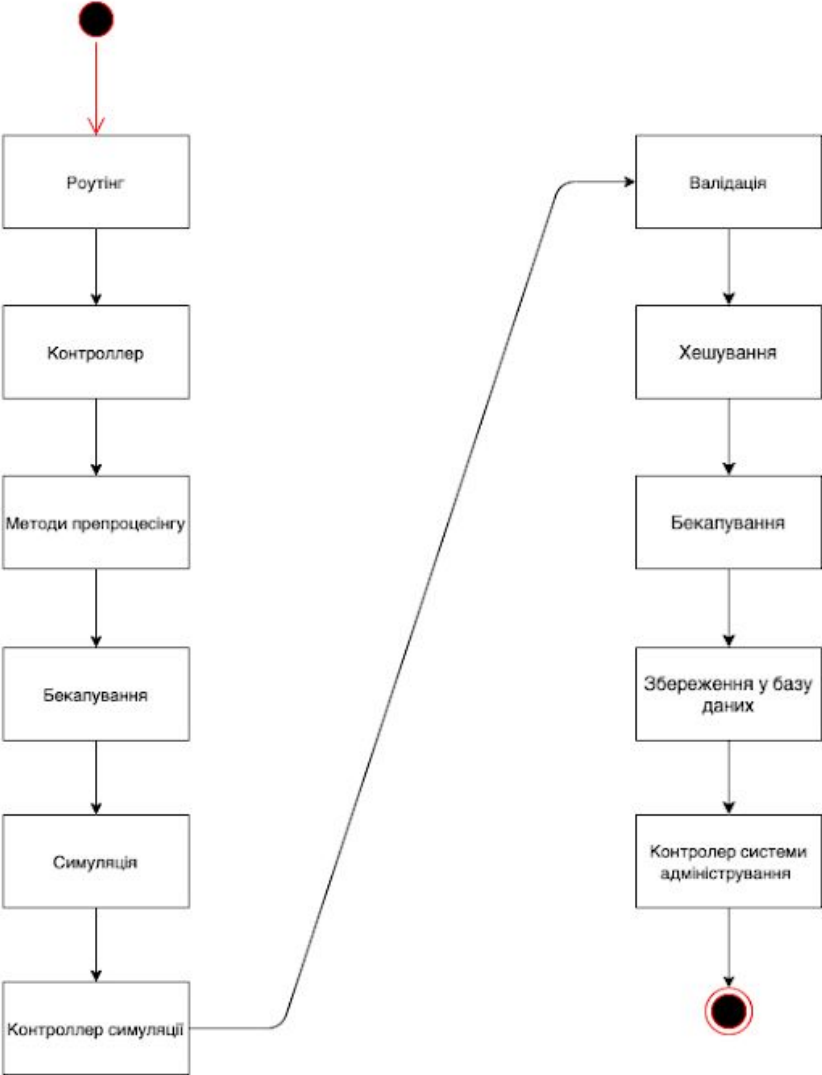 Роутінг
Контроллер
Методи препроцесінгу
Бекапування
Симуляція
Контроллер симуляції
Валідація
Хешування
Бекапування
Збереження у базу
даних
Контролер системи
адміністрування